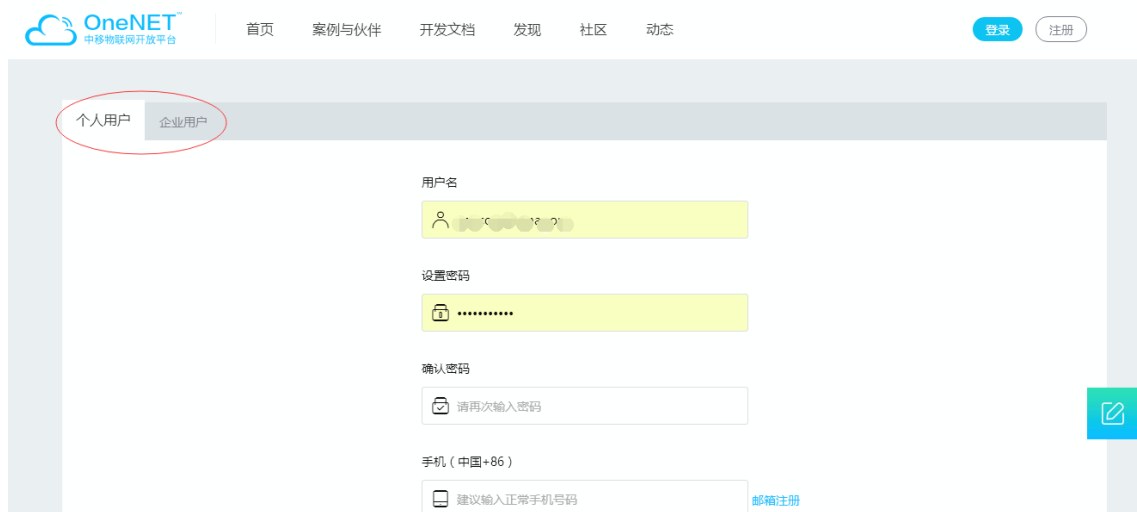 OneNET™
中移物联网开放平台
首页 案例与伙伴 开发文档 发现 社区 动态 登录 注册
个人用户 企业用户
用户名
设置密码
•••••••••••
确认密码
请再次输入密码
手机（中国+86）
建议输入正常手机号码 邮箱注册